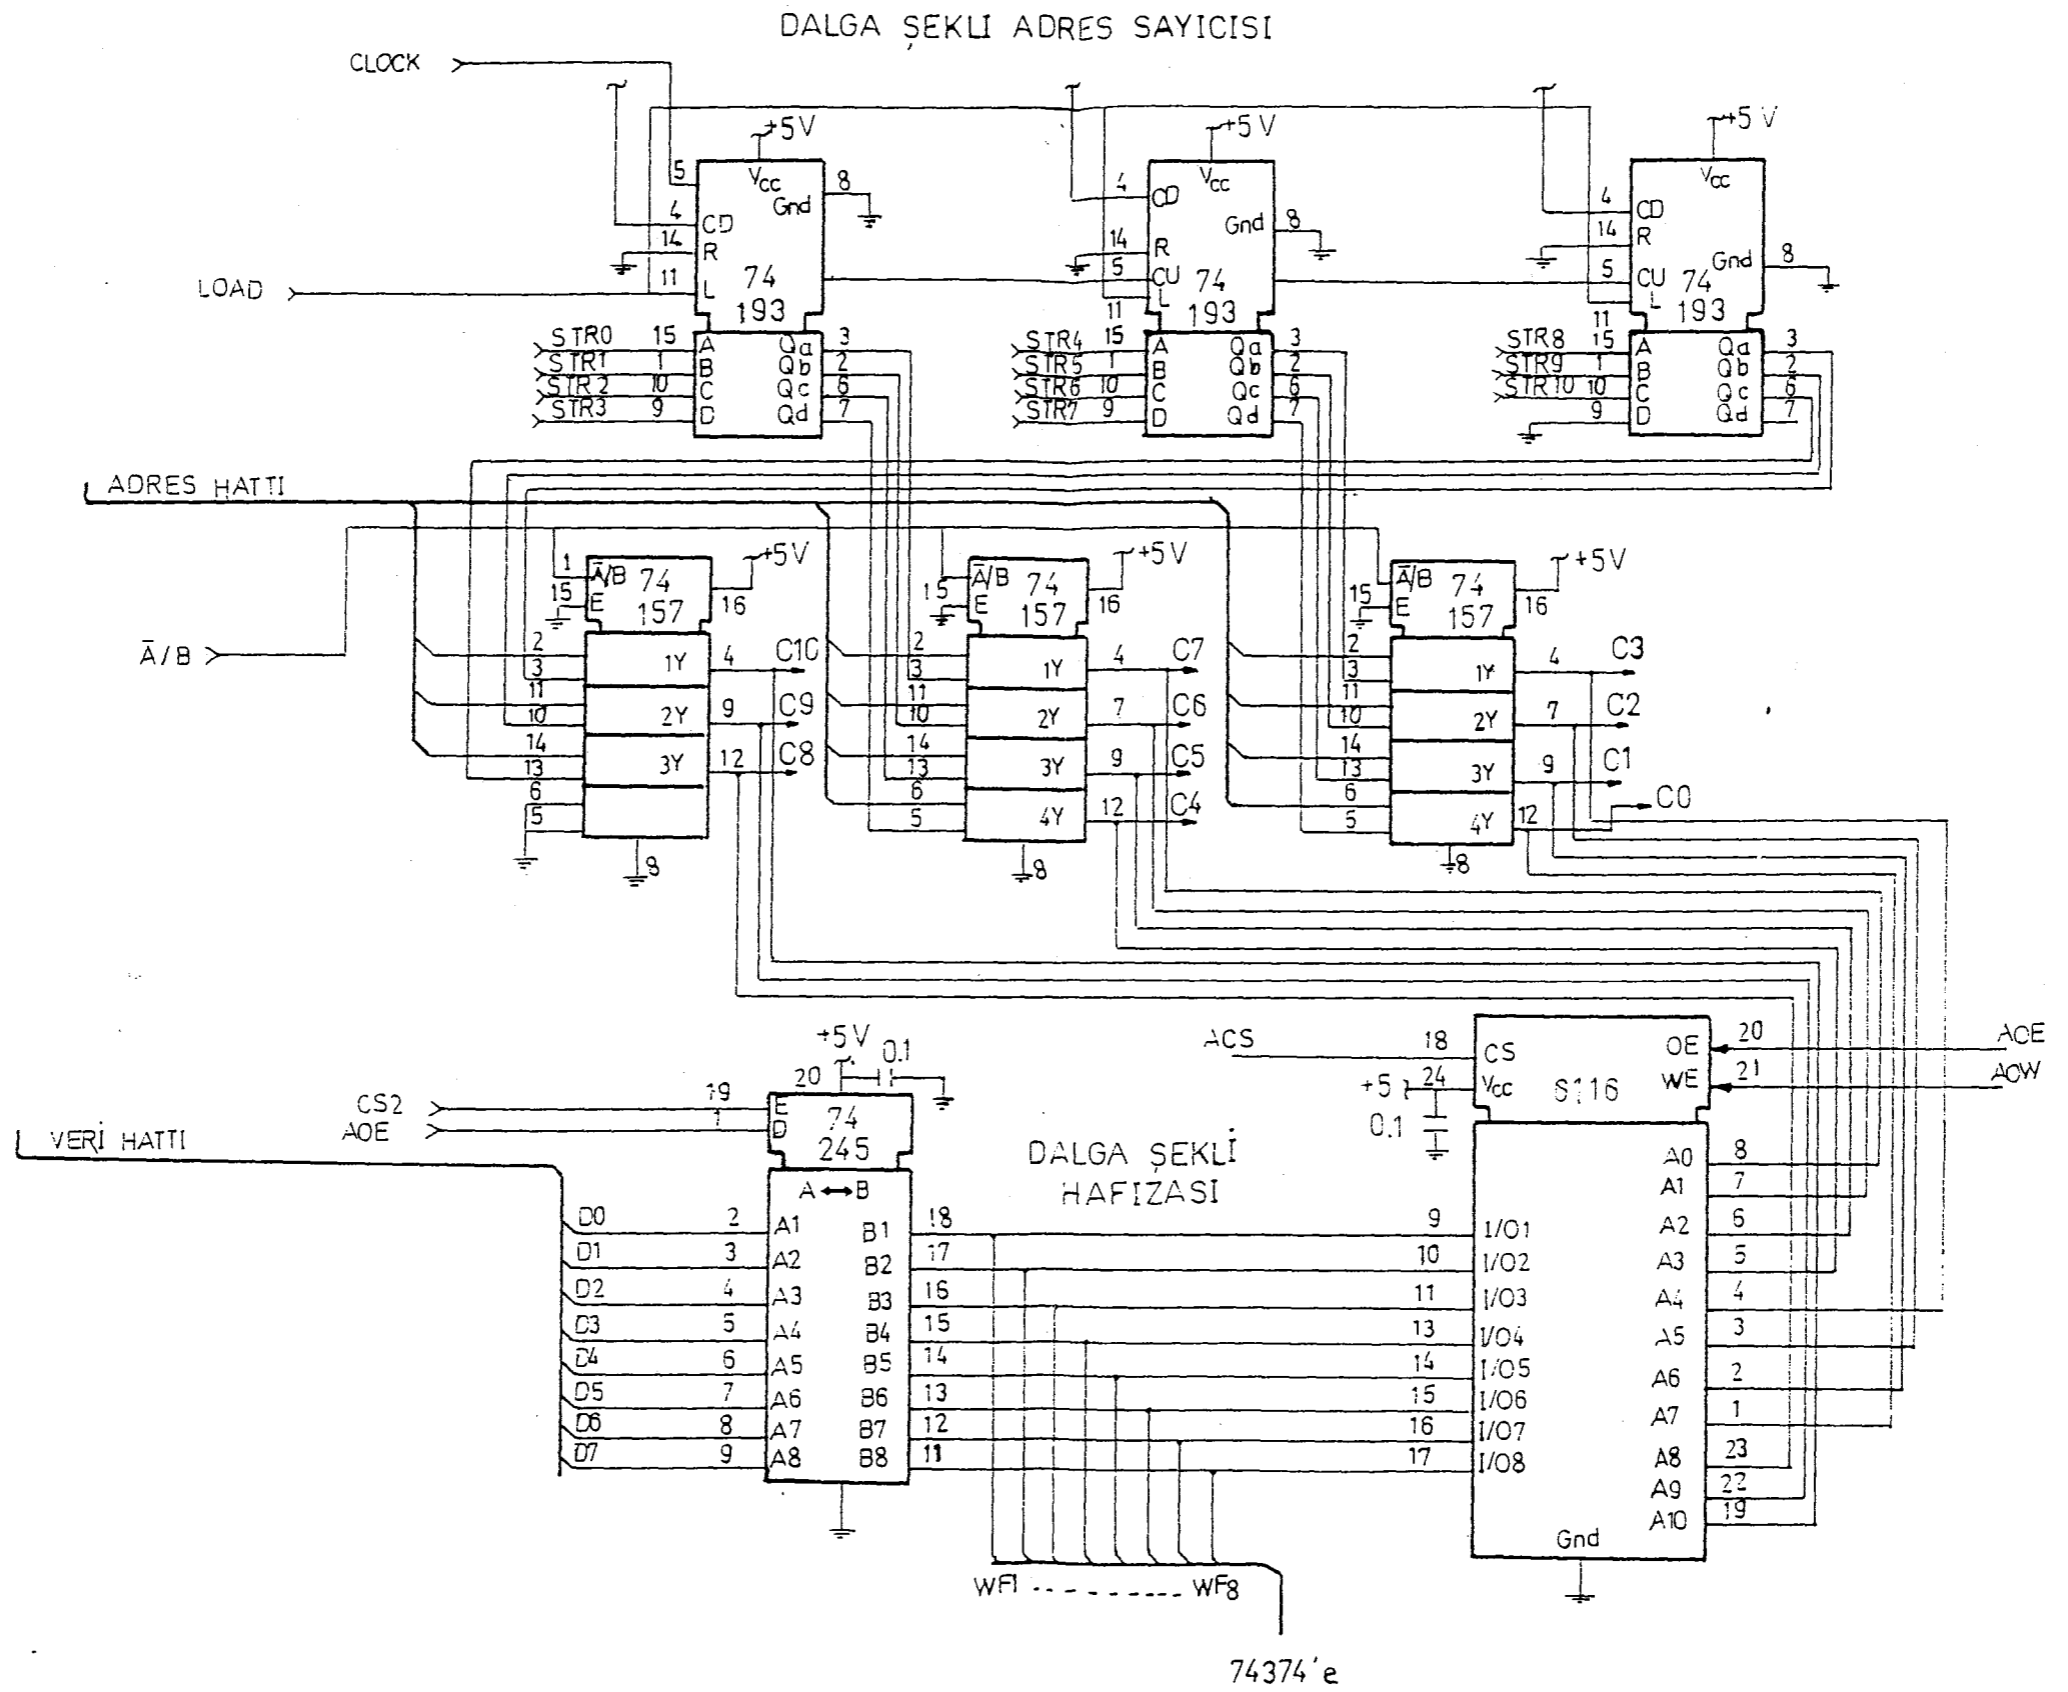 DALGA ŞEKLI ADRES SAYICISI
CLOCK
+5V +5V +5V
5 Vcc 8 Gnd
4 CD
14 R
11 L
74
193
LOAD
4 CD Vcc
Gnd 8
14 R
5 CU 74
L
11 193
4 CD Vcc
14 R
Gnd 8
5 CU 74
L
11 193
STR0 15 A Qa 3
STR1 1 B Qb 2
STR2 10 C Qc 6
STR3 9 D Qd 7
STR4 15 A Qa 3
STR5 1 B Qb 2
STR6 10 C Qc 6
STR7 9 D Qd 7
STR8 15 A Qa 3
STR9 1 B Qb 2
STR10 10 C Qc 6
9 D Qd 7
ADRES HATTI
Ā/B
1 Ā/B 74 +5V
15 E 157 16
2
3 1Y 4 C10
11
10 2Y 9 C9
14
13 3Y 12 C8
6
5
8
Ā/B 74 +5V
15 E 157 16
2
3 1Y 4 C7
11
10 2Y 7 C6
14
13 3Y 9 C5
6
5 4Y 12 C4
8
Ā/B 74 +5V
15 E 157 16
2
3 1Y 4 C3
11
10 2Y 7 C2
14
13 3Y 9 C1
6
5 4Y 12 C0
8
+5V 0.1
20
CS2 19 E 74
AOE 1 D 245
VERİ HATTI
A↔B
D0 2 A1 B1 18
D1 3 A2 B2 17
D2 4 A3 B3 16
D3 5 A4 B4 15
D4 6 A5 B5 14
D5 7 A6 B6 13
D6 8 A7 B7 12
D7 9 A8 B8 11
DALGA ŞEKLİ
HAFIZASI
ACS 18 CS OE 20 AOE
+5 24 Vcc 6116 WE 21 AOW
0.1
A0 8
A1 7
9 I/O1 A2 6
10 I/O2 A3 5
11 I/O3 A4 4
13 I/O4 A5 3
14 I/O5 A6 2
15 I/O6 A7 1
16 I/O7 A8 23
17 I/O8 A9 22
A10 19
Gnd
WF1 - - - - - - - - - WF8
74374'e